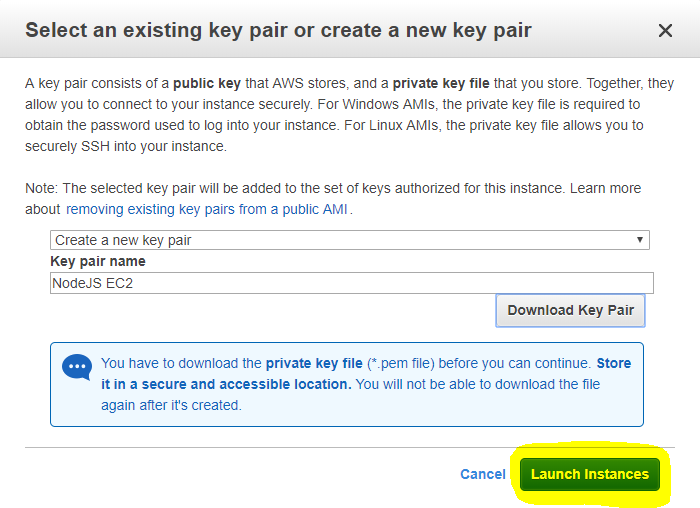 Select an existing key pair or create a new key pair
A key pair consists of a public key that AWS stores, and a private key file that you store. Together, they
allow you to connect to your instance securely. For Windows AMIs, the private key file is required to
obtain the password used to log into your instance. For Linux AMIs, the private key file allows you to
securely SSH into your instance.
Note: The selected key pair will be added to the set of keys authorized for this instance. Learn more
about removing existing key pairs from a public AMI.
Create a new key pair
Key pair name
NodeJS EC2
Download Key Pair
You have to download the private key file (*.pem file) before you can continue. Store
it in a secure and accessible location. You will not be able to download the file
again after it's created.
Cancel Launch Instances